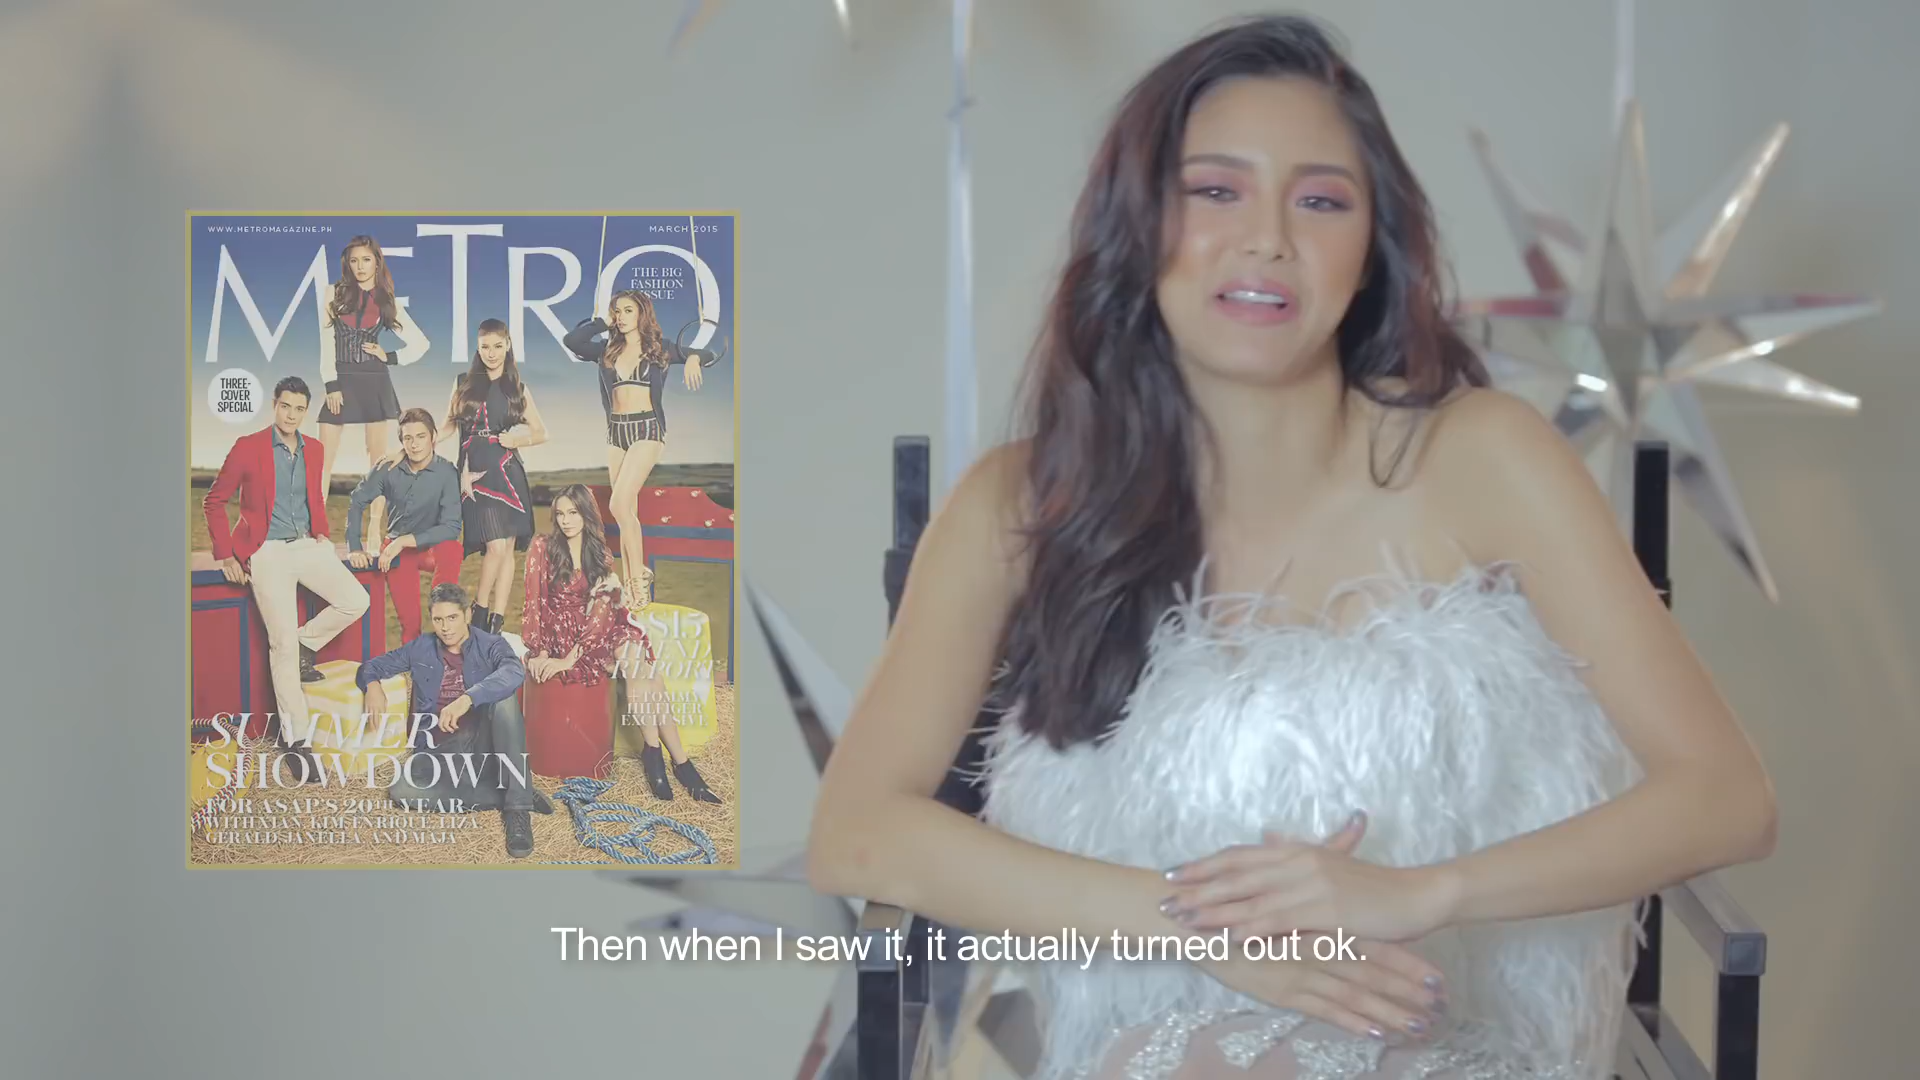 WWW.METROMAGAZINE.PH
MARCH 2015
METRO
THE BIG
FASHION
ISSUE
THREE-
COVER
SPECIAL
SS15
TREND
REPORT
+ TOMMY
HILFIGER
EXCLUSIVE
SUMMER
SHOWDOWN
FOR ASAP'S 20TH YEAR
WITH XIAN, KIM, ENRIQUE, LIZA,
GERALD, JANELLA, AND MAJA
Then when I saw it, it actually turned out ok.